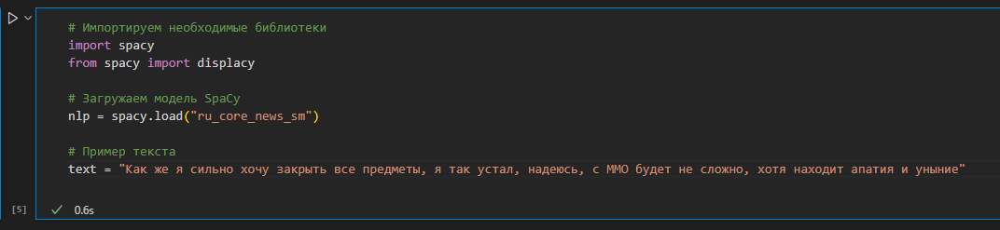 # Импортируем необходимые библиотеки
import spacy
from spacy import displacy
# Загружаем модель SpaCy
nlp = spacy.load("ru_core_news_sm")
# Пример текста
text = "Как же я сильно хочу закрыть все предметы, я так устал, надеюсь, с ММО будет не сложно, хотя находит апатия и уныние"
[5] 0.6s